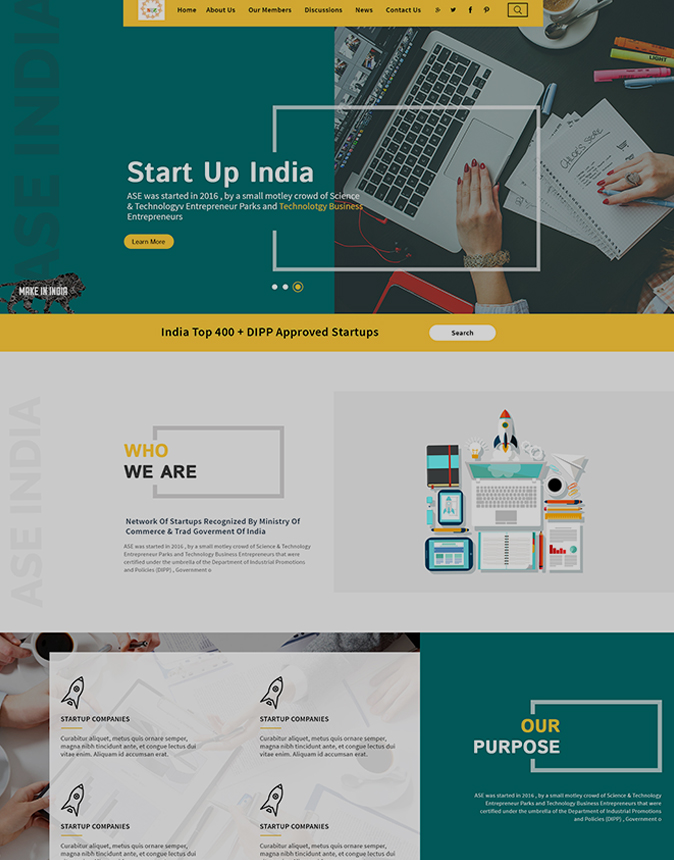 ASE
Home About Us Our Members Discussions News Contact Us
ASE INDIA
LIGHT
CHLOE'S STORE
Start Up India
ASE was started in 2016 , by a small motley crowd of Science
& Technologyv Entrepreneur Parks and Technolotgy Business
Entrepreneurs
Learn More
MAKE IN INDIA
India Top 400 + DIPP Approved Startups
Search
ASE INDIA
WHO
WE ARE
Network Of Startups Recognized By Ministry Of
Commerce & Trad Goverment Of India
ASE was started in 2016 , by a small motley crowd of Science & Technology
Entrepreneur Parks and Technology Business Entrepreneurs that were
certified under the umbrella of the Department of Industrial Promotions
and Policies (DIPP) , Government o
STARTUP COMPANIES
Curabitur aliquet, metus quis ornare semper,
magna nibh tincidunt ante, et congue lectus dui
vitae enim. Aliquam id accumsan erat.
STARTUP COMPANIES
Curabitur aliquet, metus quis ornare semper,
magna nibh tincidunt ante, et congue lectus dui
vitae enim. Aliquam id accumsan erat.
OUR
PURPOSE
ASE was started in 2016 , by a small motley crowd of Science & Technology
Entrepreneur Parks and Technology Business Entrepreneurs that were
certified under the umbrella of the Department of Industrial Promotions
and Policies (DIPP) , Government o
STARTUP COMPANIES
Curabitur aliquet, metus quis ornare semper,
magna nibh tincidunt ante, et congue lectus dui
STARTUP COMPANIES
Curabitur aliquet, metus quis ornare semper,
magna nibh tincidunt ante, et congue lectus dui